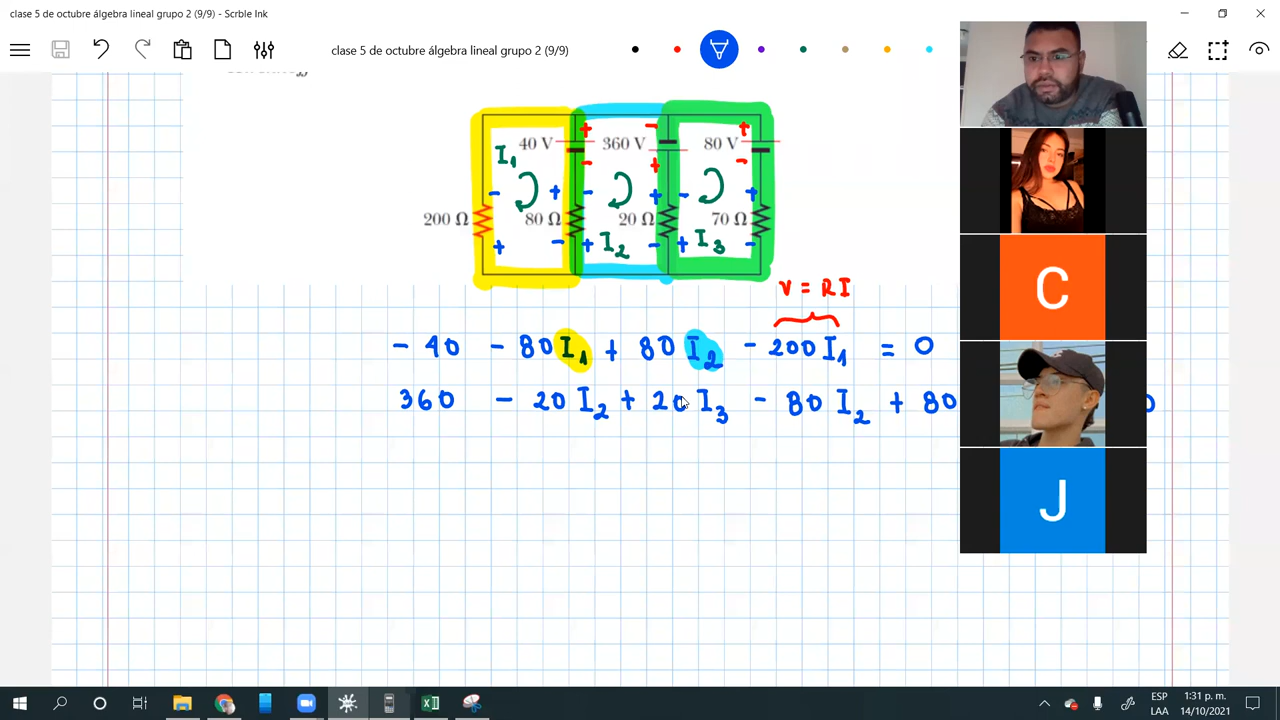 clase 5 de octubre álgebra lineal grupo 2 (9/9) - Scrble Ink
clase 5 de octubre álgebra lineal grupo 2 (9/9)
40 V 360 V 80 V
+ - +
- + -
I1
- + - + - +
200 Ω 80 Ω 20 Ω 70 Ω
+ - + I2 - + I3 -
V = RI
- 40 - 80 I1 + 80 I2 - 200 I1 = 0
360 - 20 I2 + 20 I3 - 80 I2 + 80
C
J
ESP
LAA
1:31 p. m.
14/10/2021